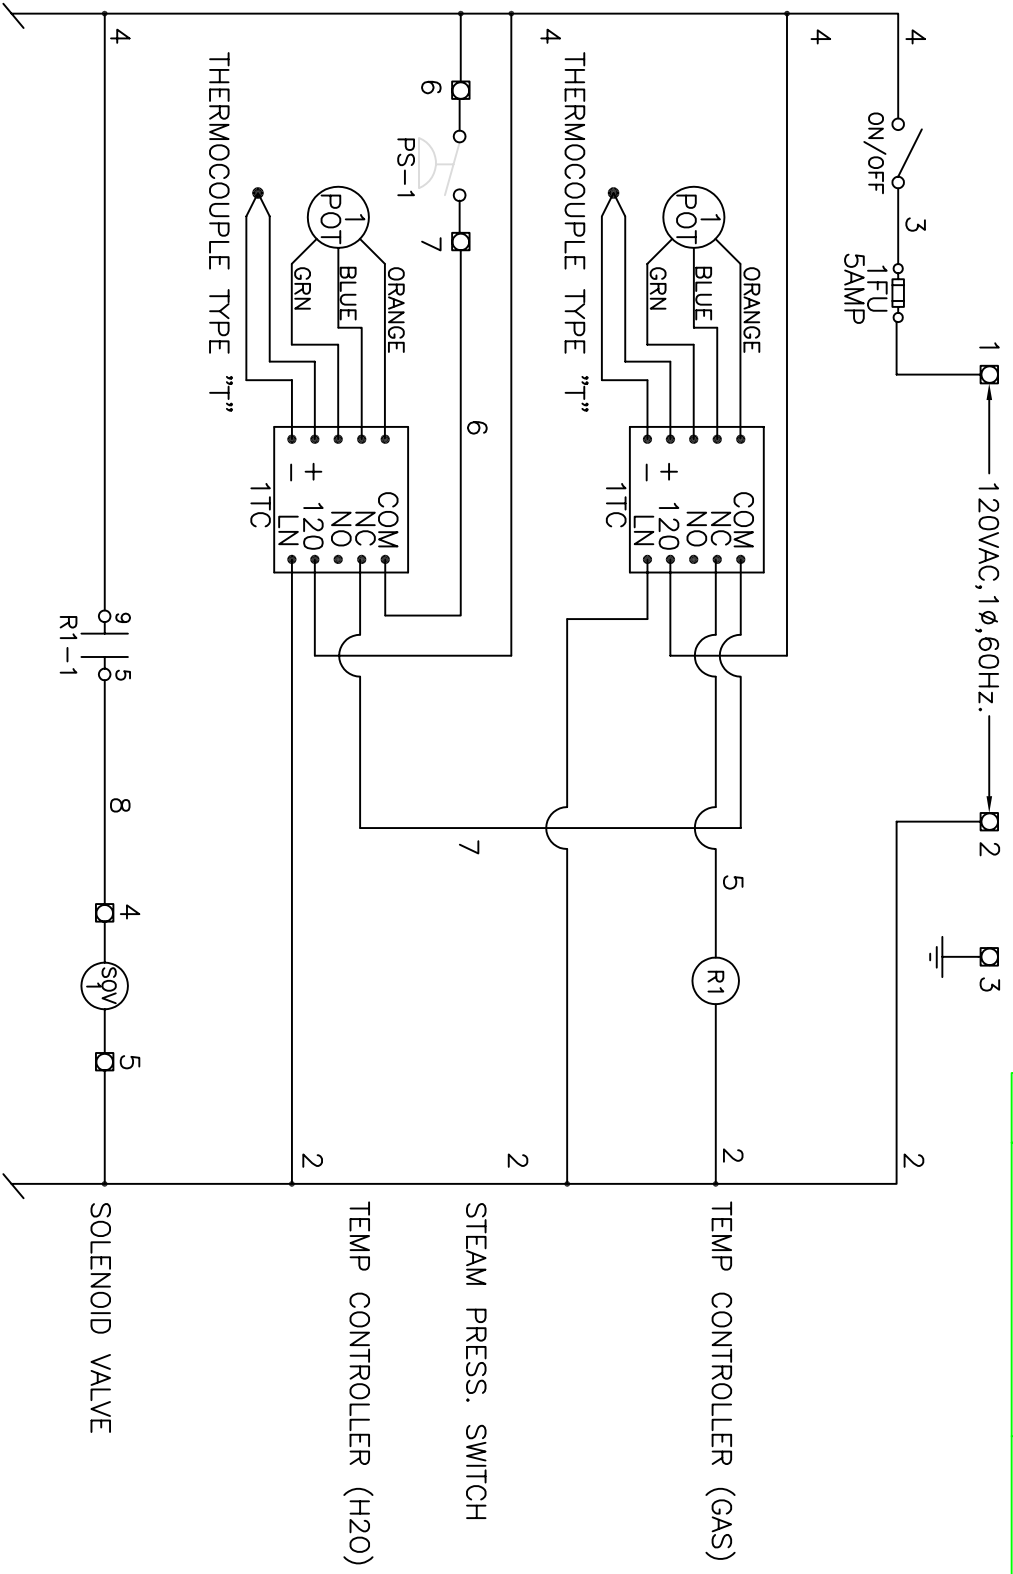 1
120VAC,1ø,60Hz.
2
3
4
ON/OFF
3
1FU
5AMP
2
4
1
POT
ORANGE
BLUE
GRN
THERMOCOUPLE TYPE "T"
COM
NC
NO
+ 120
- LN
1TC
5
R1
2
TEMP CONTROLLER (GAS)
4
6
PS-1
7
6
7
2
STEAM PRESS. SWITCH
1
POT
ORANGE
BLUE
GRN
THERMOCOUPLE TYPE "T"
COM
NC
NO
+ 120
- LN
1TC
2
TEMP CONTROLLER (H2O)
4
9
5
R1-1
8
4
SOV
1
5
SOLENOID VALVE